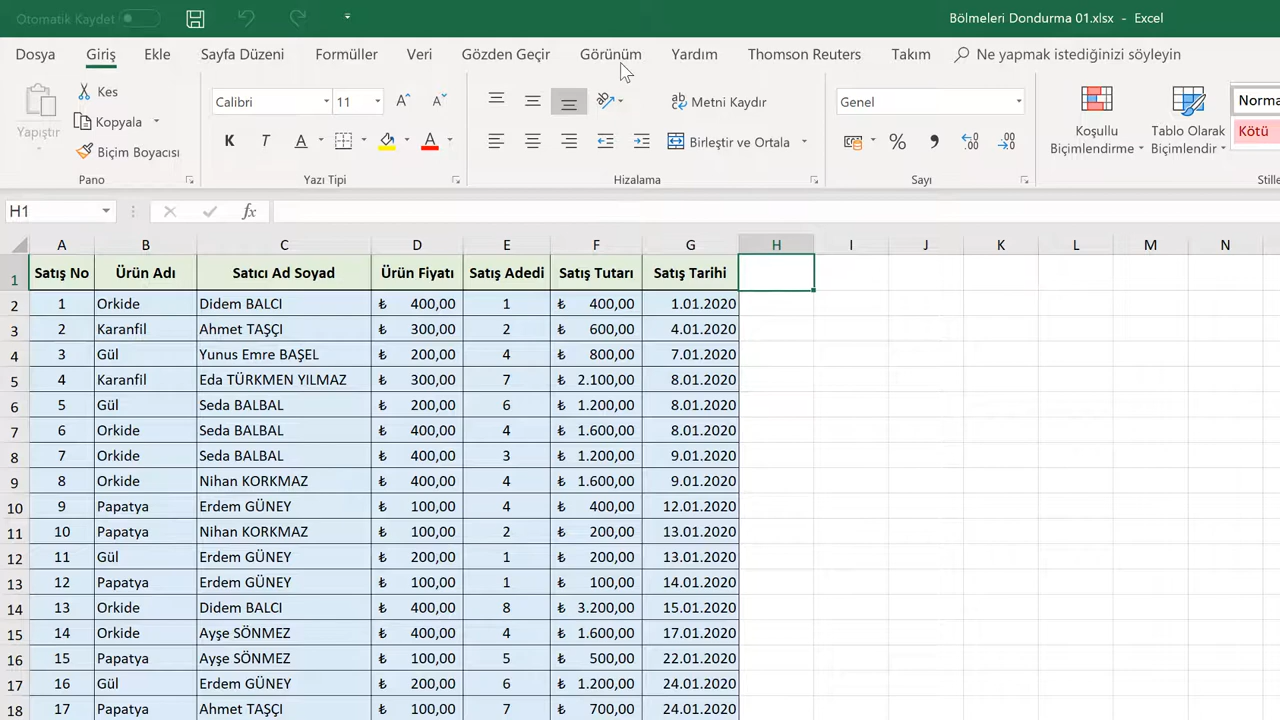 Otomatik Kaydet
Bölmeleri Dondurma 01.xlsx - Excel
Dosya Giriş Ekle Sayfa Düzeni Formüller Veri Gözden Geçir Görünüm Yardım Thomson Reuters Takım Ne yapmak istediğinizi söyleyin
Yapıştır
Kes
Kopyala
Biçim Boyacısı
Pano
Calibri 11
K T A A
Yazı Tipi
Metni Kaydır
Birleştir ve Ortala
Hizalama
Genel
%
Sayı
Koşullu
Biçimlendirme
Tablo Olarak
Biçimlendir
Norma
Kötü
Stille
H1 fx
A B C D E F G H I J K L M N
1 Satış No Ürün Adı Satıcı Ad Soyad Ürün Fiyatı Satış Adedi Satış Tutarı Satış Tarihi
2 1 Orkide Didem BALCI ₺ 400,00 1 ₺ 400,00 1.01.2020
3 2 Karanfil Ahmet TAŞÇI ₺ 300,00 2 ₺ 600,00 4.01.2020
4 3 Gül Yunus Emre BAŞEL ₺ 200,00 4 ₺ 800,00 7.01.2020
5 4 Karanfil Eda TÜRKMEN YILMAZ ₺ 300,00 7 ₺ 2.100,00 8.01.2020
6 5 Gül Seda BALBAL ₺ 200,00 6 ₺ 1.200,00 8.01.2020
7 6 Orkide Seda BALBAL ₺ 400,00 4 ₺ 1.600,00 8.01.2020
8 7 Orkide Seda BALBAL ₺ 400,00 3 ₺ 1.200,00 9.01.2020
9 8 Orkide Nihan KORKMAZ ₺ 400,00 4 ₺ 1.600,00 9.01.2020
10 9 Papatya Erdem GÜNEY ₺ 100,00 4 ₺ 400,00 12.01.2020
11 10 Papatya Nihan KORKMAZ ₺ 100,00 2 ₺ 200,00 13.01.2020
12 11 Gül Erdem GÜNEY ₺ 200,00 1 ₺ 200,00 13.01.2020
13 12 Papatya Erdem GÜNEY ₺ 100,00 1 ₺ 100,00 14.01.2020
14 13 Orkide Didem BALCI ₺ 400,00 8 ₺ 3.200,00 15.01.2020
15 14 Orkide Ayşe SÖNMEZ ₺ 400,00 4 ₺ 1.600,00 17.01.2020
16 15 Papatya Ayşe SÖNMEZ ₺ 100,00 5 ₺ 500,00 22.01.2020
17 16 Gül Erdem GÜNEY ₺ 200,00 6 ₺ 1.200,00 24.01.2020
18 17 Papatya Ahmet TAŞÇI ₺ 100,00 7 ₺ 700,00 24.01.2020